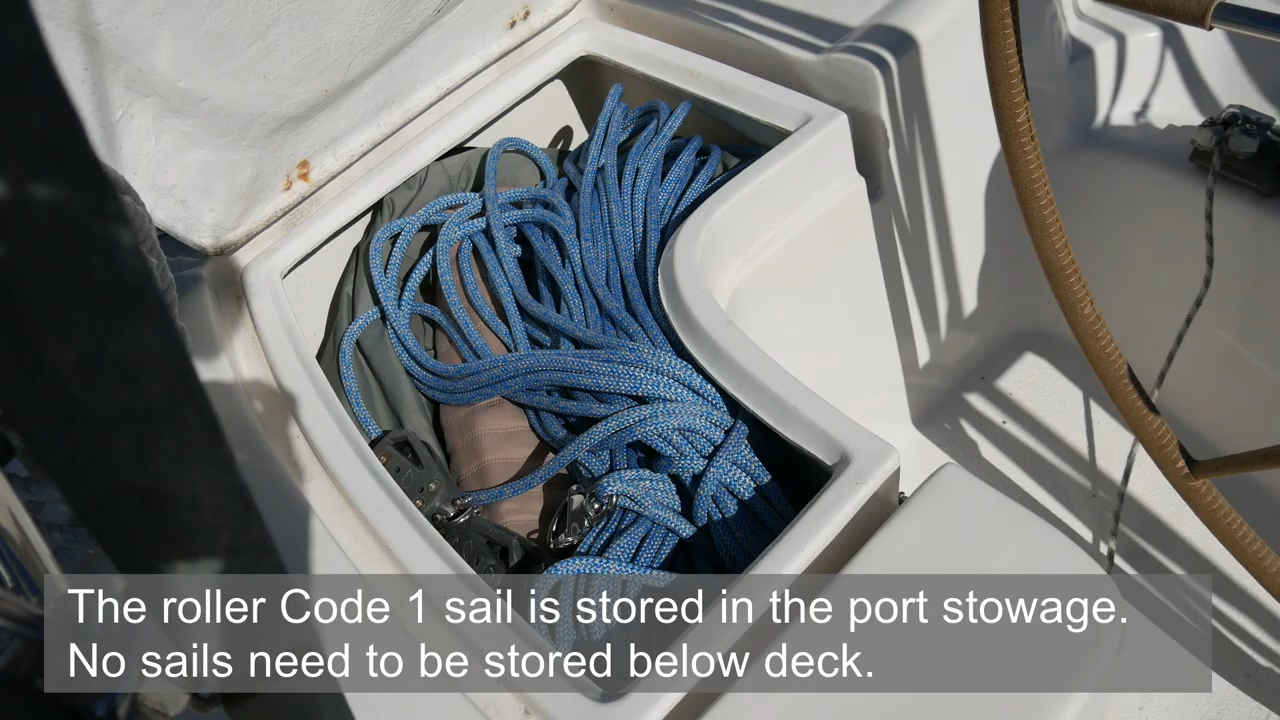 The roller Code 1 sail is stored in the port stowage.
No sails need to be stored below deck.